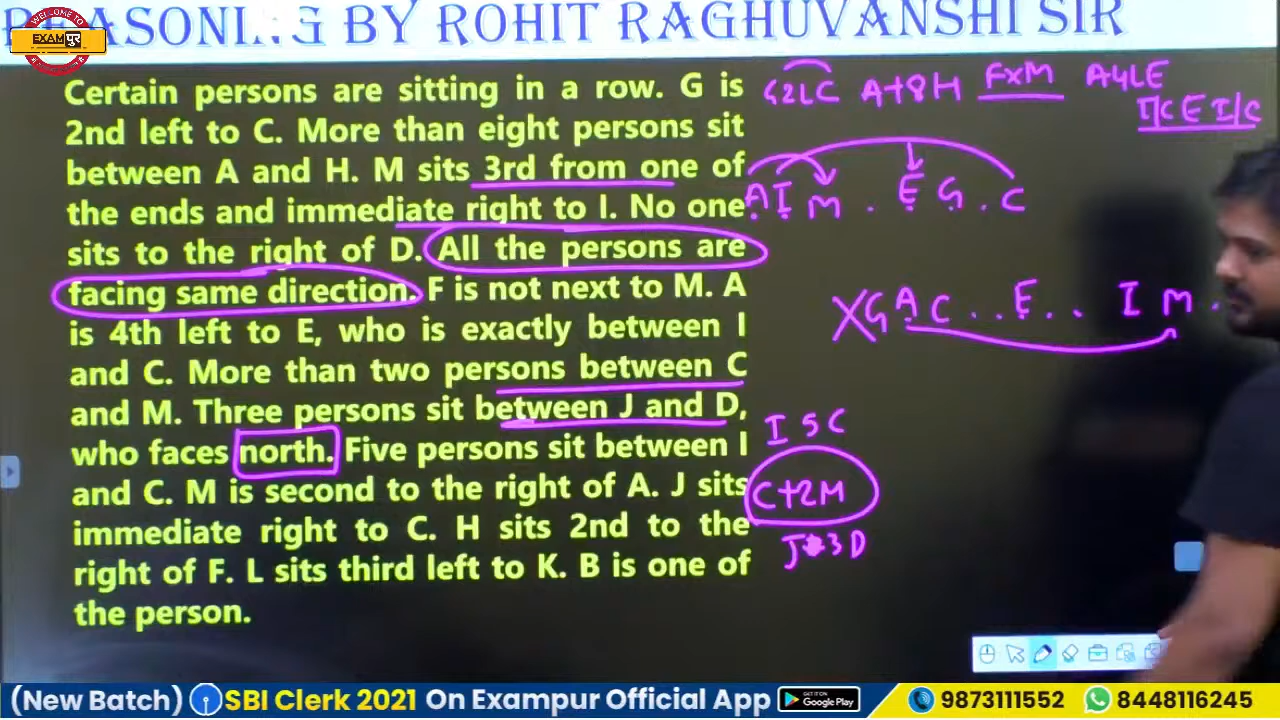 REASONING BY ROHIT RAGHUVANSHI SIR
WELCOME TO
EXAMपुर
Certain persons are sitting in a row. G is
2nd left to C. More than eight persons sit
between A and H. M sits 3rd from one of
the ends and immediate right to I. No one
sits to the right of D. All the persons are
facing same direction. F is not next to M. A
is 4th left to E, who is exactly between I
and C. More than two persons between C
and M. Three persons sit between J and D,
who faces north. Five persons sit between I
and C. M is second to the right of A. J sits
immediate right to C. H sits 2nd to the
right of F. L sits third left to K. B is one of
the person.
G2LC A+8H F×M A4LE
I/C E I/C
A I M . E G . C
X G A C . . E . . I M .
I 5 C
C+2M
J 3 D
(New Batch) SBI Clerk 2021 On Exampur Official App GET IT ON Google Play 9873111552 8448116245